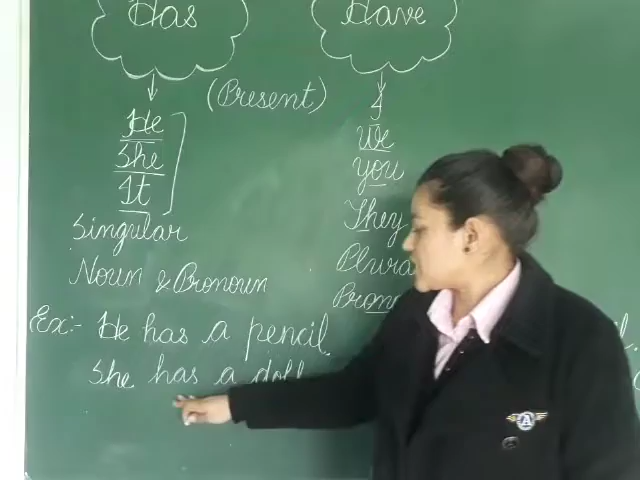 Has
Have
(Present)
He
She
It
Singular
Noun & Pronoun
I
We
you
They
Ex:- He has a pencil.
She has a doll
A